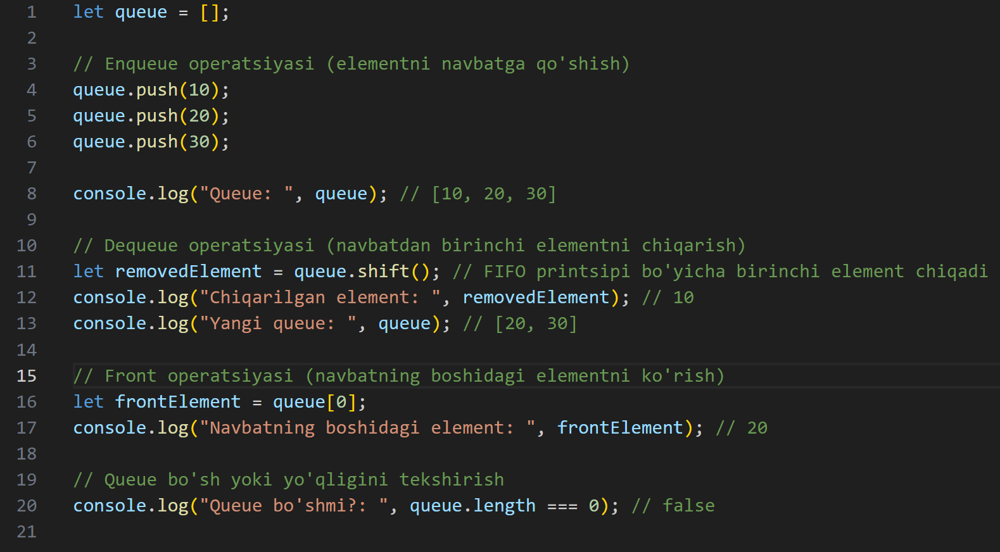 1 let queue = [];
2
3 // Enqueue operatsiyasi (elementni navbatga qo'shish)
4 queue.push(10);
5 queue.push(20);
6 queue.push(30);
7
8 console.log("Queue: ", queue); // [10, 20, 30]
9
10 // Dequeue operatsiyasi (navbatdan birinchi elementni chiqarish)
11 let removedElement = queue.shift(); // FIFO printsipi bo'yicha birinchi element chiqadi
12 console.log("Chiqarilgan element: ", removedElement); // 10
13 console.log("Yangi queue: ", queue); // [20, 30]
14
15 // Front operatsiyasi (navbatning boshidagi elementni ko'rish)
16 let frontElement = queue[0];
17 console.log("Navbatning boshidagi element: ", frontElement); // 20
18
19 // Queue bo'sh yoki yo'qligini tekshirish
20 console.log("Queue bo'shmi?: ", queue.length === 0); // false
21